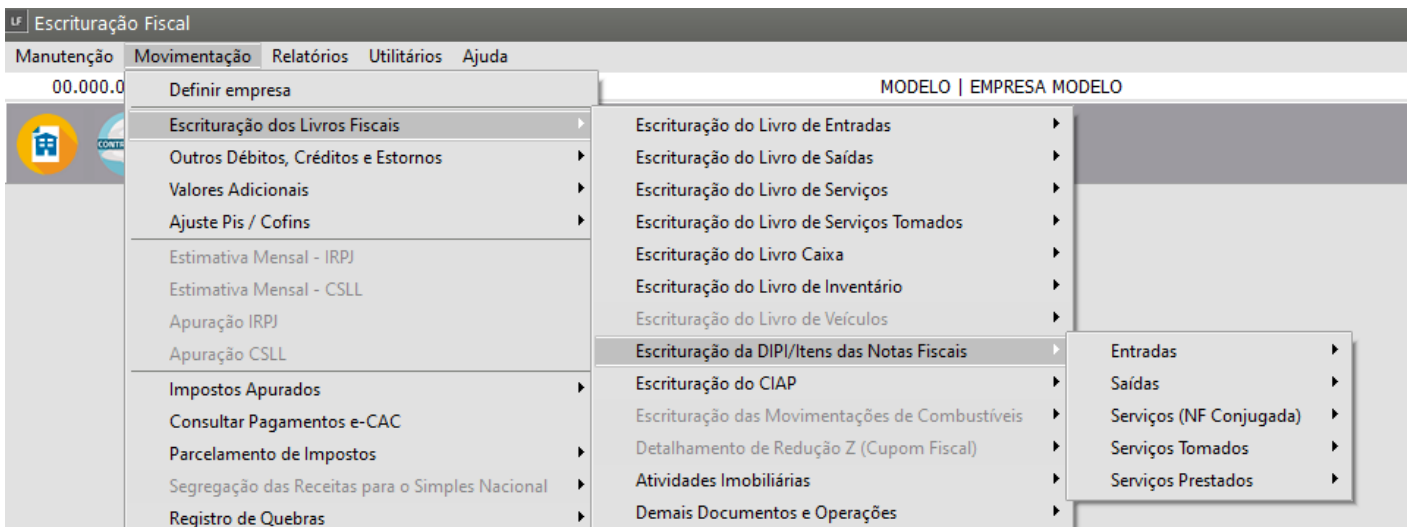 LF Escrituração Fiscal
Manutenção Movimentação Relatórios Utilitários Ajuda
00.000.0 MODELO | EMPRESA MODELO
Definir empresa
Escrituração dos Livros Fiscais
Outros Débitos, Créditos e Estornos
Valores Adicionais
Ajuste Pis / Cofins
Estimativa Mensal - IRPJ
Estimativa Mensal - CSLL
Apuração IRPJ
Apuração CSLL
Impostos Apurados
Consultar Pagamentos e-CAC
Parcelamento de Impostos
Segregação das Receitas para o Simples Nacional
Registro de Quebras
Escrituração do Livro de Entradas
Escrituração do Livro de Saídas
Escrituração do Livro de Serviços
Escrituração do Livro de Serviços Tomados
Escrituração do Livro Caixa
Escrituração do Livro de Inventário
Escrituração do Livro de Veículos
Escrituração da DIPI/Itens das Notas Fiscais
Escrituração do CIAP
Escrituração das Movimentações de Combustíveis
Detalhamento de Redução Z (Cupom Fiscal)
Atividades Imobiliárias
Demais Documentos e Operações
Entradas
Saídas
Serviços (NF Conjugada)
Serviços Tomados
Serviços Prestados